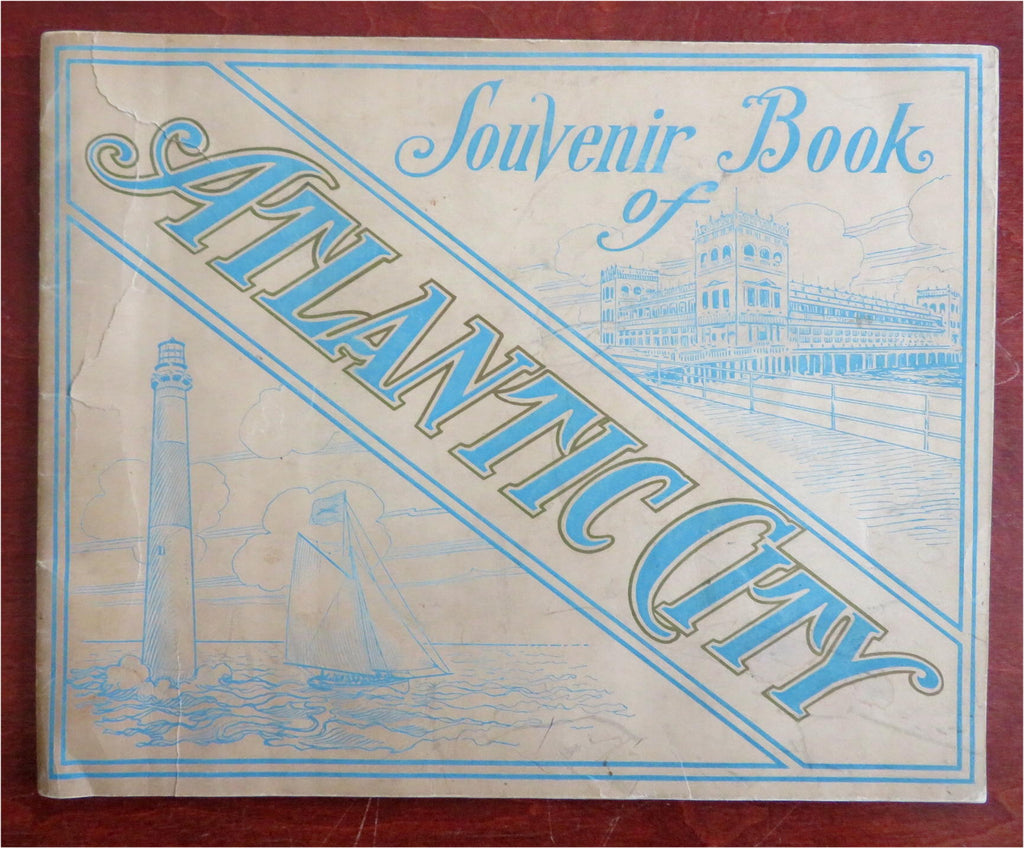 Souvenir Book
of
ATLANTIC CITY